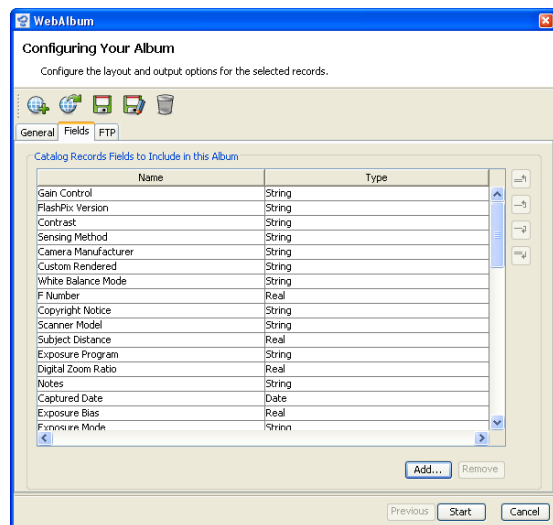 WebAlbum
Configuring Your Album
Configure the layout and output options for the selected records.
General Fields FTP
Catalog Records Fields to Include in this Album
Name Type
Gain Control String
FlashPix Version String
Contrast String
Sensing Method String
Camera Manufacturer String
Custom Rendered String
White Balance Mode String
F Number Real
Copyright Notice String
Scanner Model String
Subject Distance Real
Exposure Program String
Digital Zoom Ratio Real
Notes String
Captured Date Date
Exposure Bias Real
Exposure Mode String
Add... Remove
Previous Start Cancel